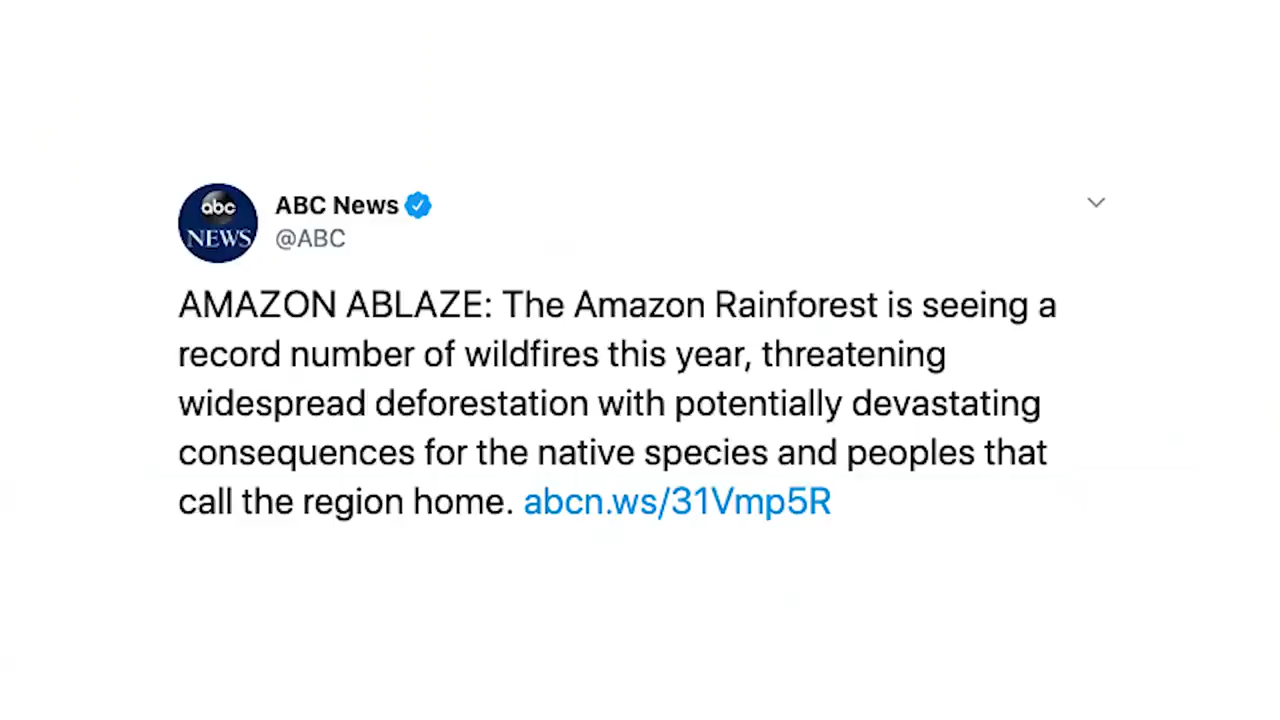 abc
NEWS
ABC News
@ABC
AMAZON ABLAZE: The Amazon Rainforest is seeing a
record number of wildfires this year, threatening
widespread deforestation with potentially devastating
consequences for the native species and peoples that
call the region home. abcn.ws/31Vmp5R